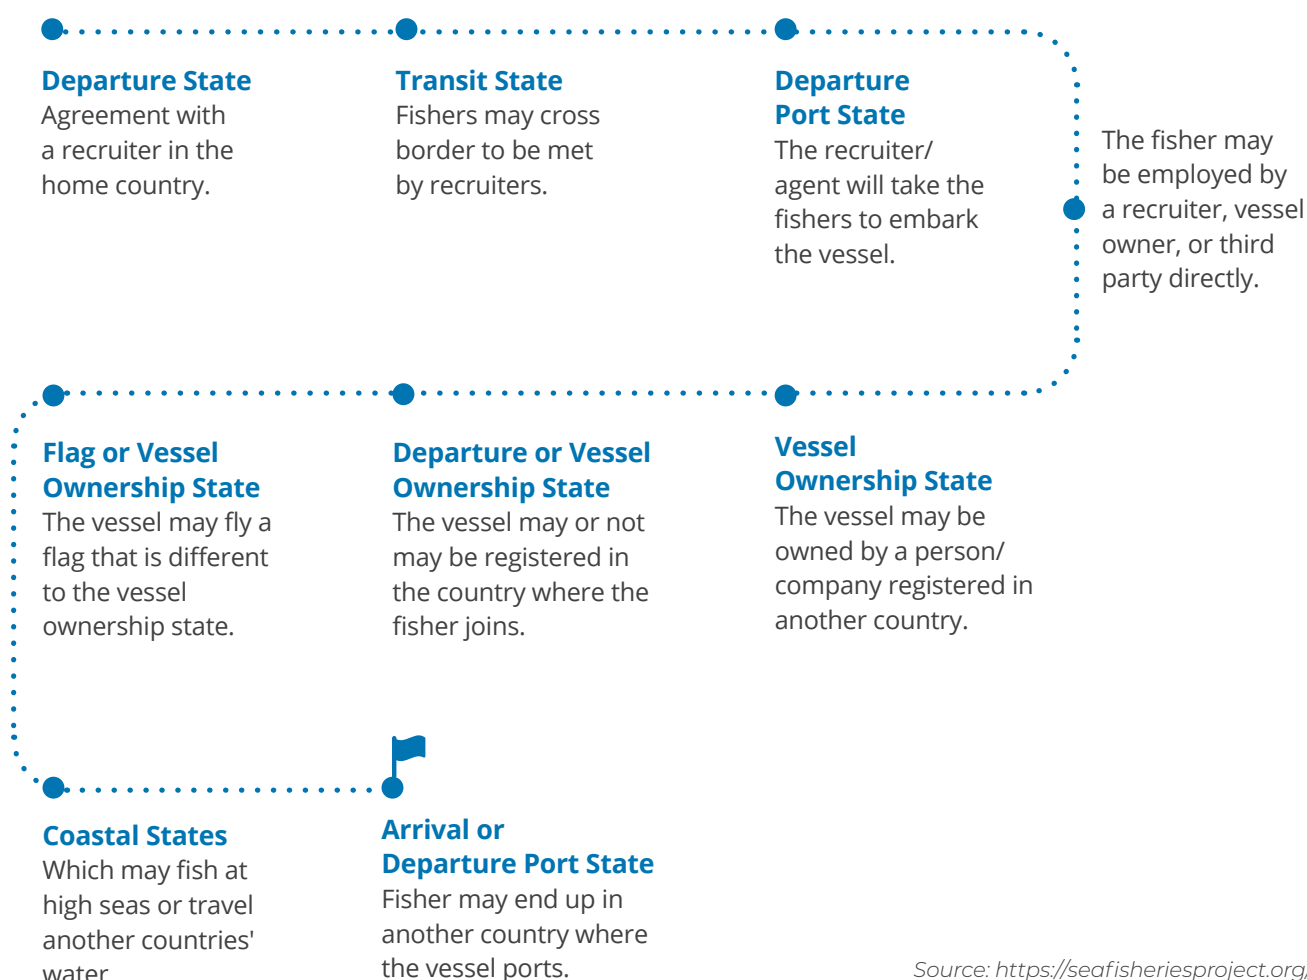 Departure State
Agreement with
a recruiter in the
home country.
Transit State
Fishers may cross
border to be met
by recruiters.
Departure
Port State
The recruiter/
agent will take the
fishers to embark
the vessel.
The fisher may
be employed by
a recruiter, vessel
owner, or third
party directly.
Vessel
Ownership State
The vessel may be
owned by a person/
company registered in
another country.
Departure or Vessel
Ownership State
The vessel may or not
may be registered in
the country where the
fisher joins.
Flag or Vessel
Ownership State
The vessel may fly a
flag that is different
to the vessel
ownership state.
Coastal States
Which may fish at
high seas or travel
another countries'
water
Arrival or
Departure Port State
Fisher may end up in
another country where
the vessel ports.
Source: https://seafisheriesproject.org/